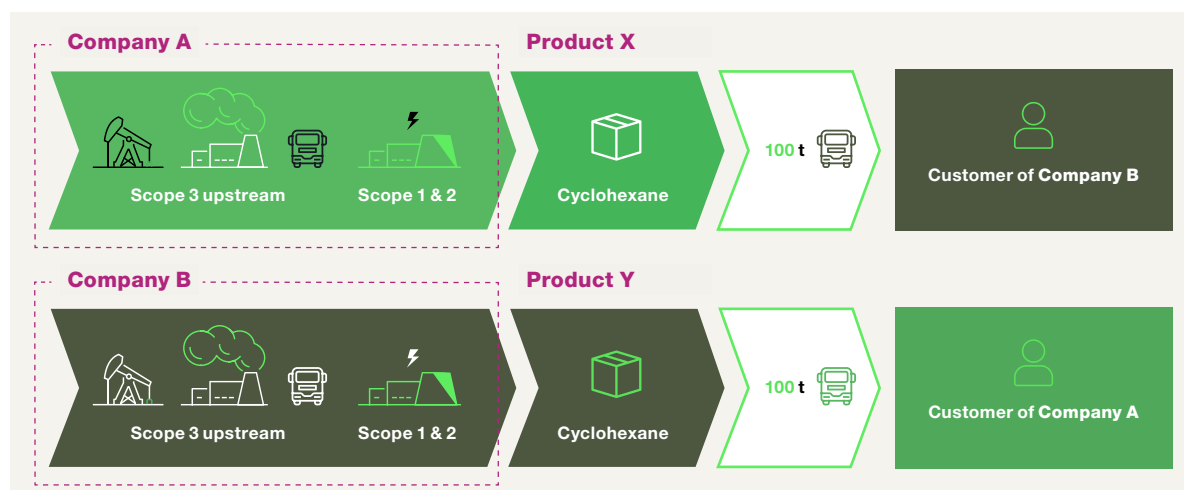 Company A
Product X
Scope 3 upstream
Scope 1 & 2
Cyclohexane
100 t
Customer of Company B
Company B
Product Y
Scope 3 upstream
Scope 1 & 2
Cyclohexane
100 t
Customer of Company A